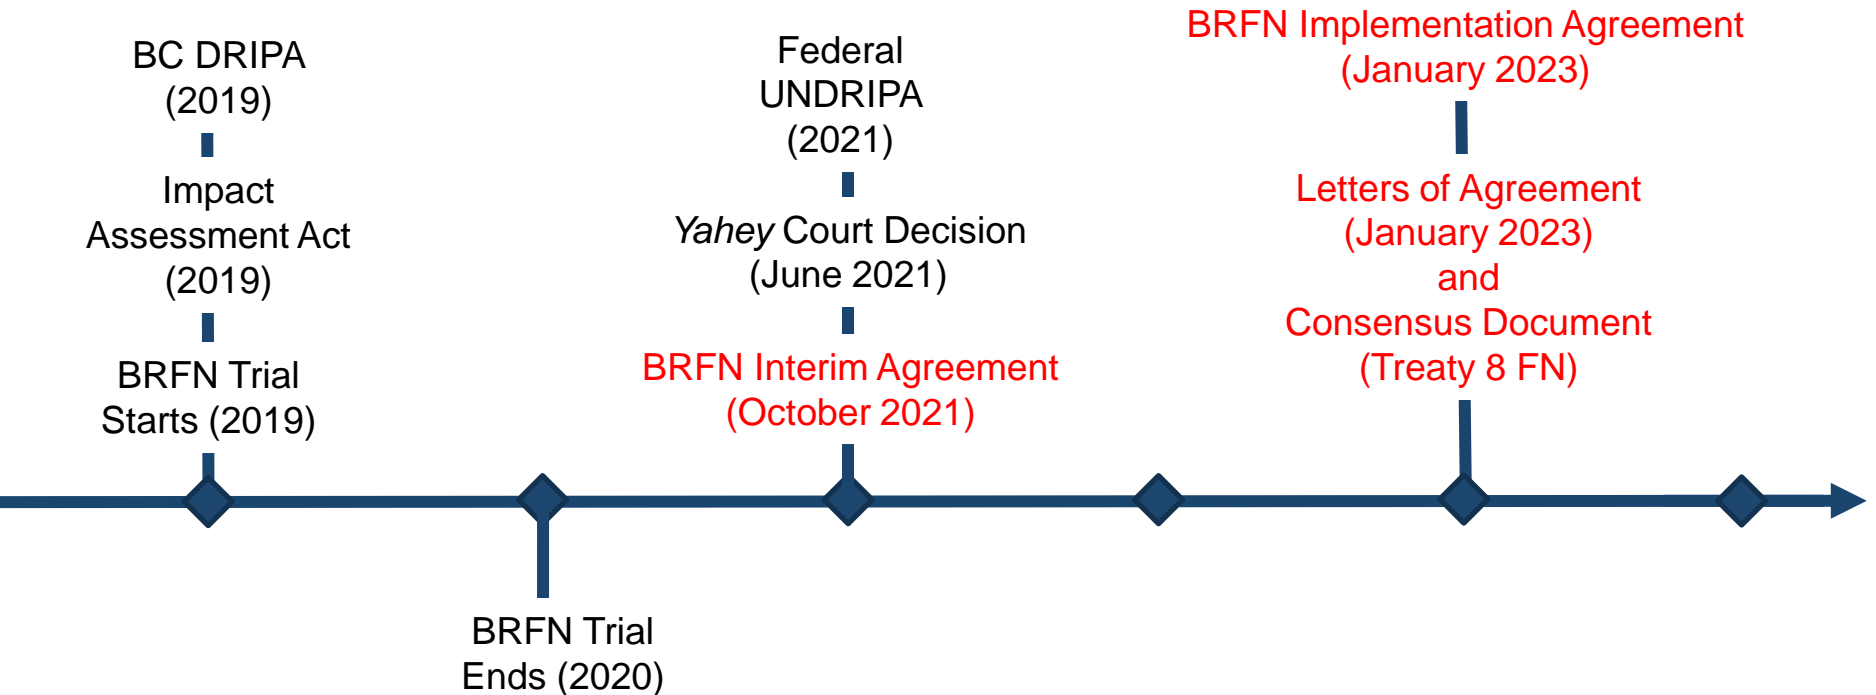 BC DRIPA
(2019)
Impact
Assessment Act
(2019)
BRFN Trial
Starts (2019)
BRFN Trial
Ends (2020)
Federal
UNDRIPA
(2021)
Yahey Court Decision
(June 2021)
BRFN Interim Agreement
(October 2021)
BRFN Implementation Agreement
(January 2023)
Letters of Agreement
(January 2023)
and
Consensus Document
(Treaty 8 FN)